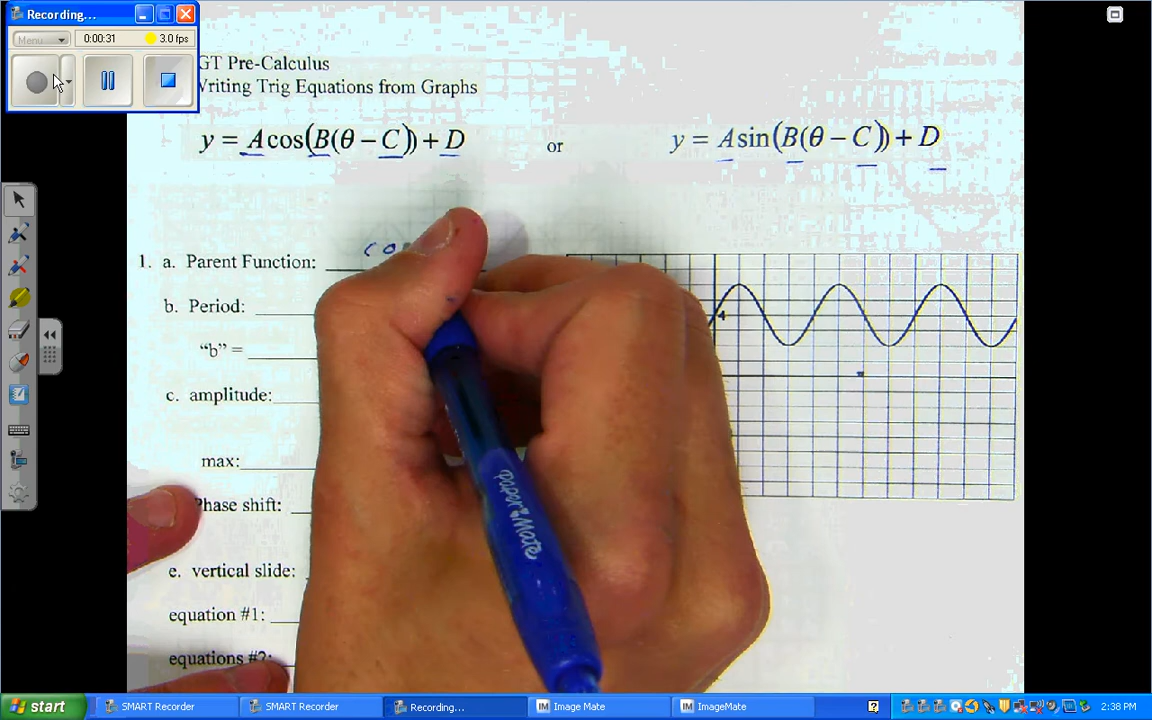 Recording...
Menu
0:00:31
3.0 fps
GT Pre-Calculus
Writing Trig Equations from Graphs
y = A cos(B(θ − C)) + D
or
y = A sin(B(θ − C)) + D
1. a. Parent Function:
b. Period:
"b" =
c. amplitude:
max:
Phase shift:
e. vertical slide:
equation #1:
equations #2:
4
paper Mate
start
SMART Recorder
SMART Recorder
Recording...
Image Mate
ImageMate
2:38 PM